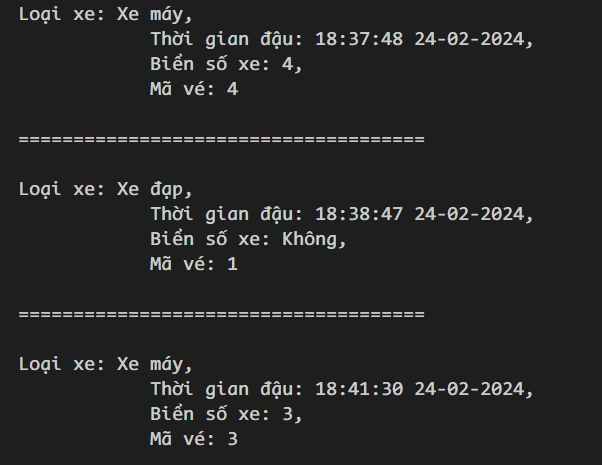 Loại xe: Xe máy,
Thời gian đậu: 18:37:48 24-02-2024,
Biển số xe: 4,
Mã vé: 4
=====================================
Loại xe: Xe đạp,
Thời gian đậu: 18:38:47 24-02-2024,
Biển số xe: Không,
Mã vé: 1
=====================================
Loại xe: Xe máy,
Thời gian đậu: 18:41:30 24-02-2024,
Biển số xe: 3,
Mã vé: 3